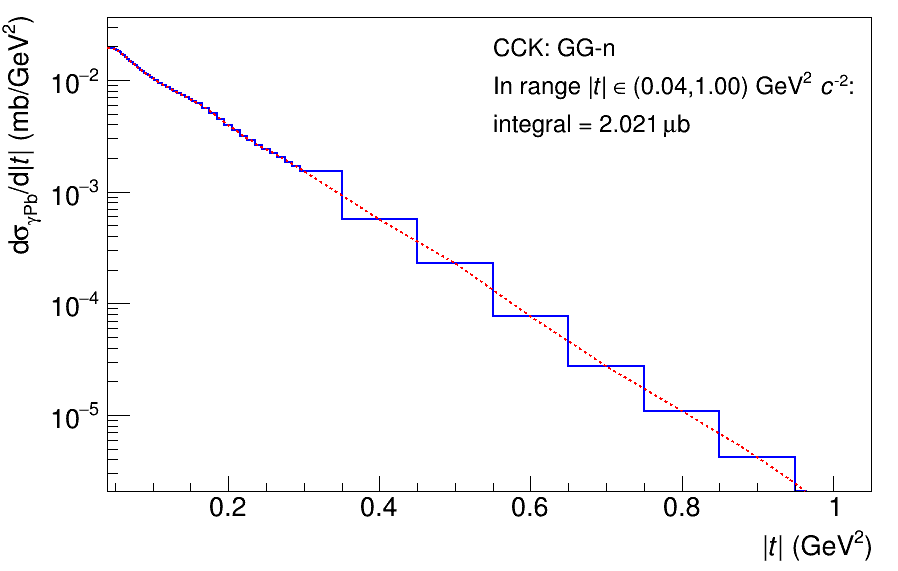 dσγPb/d|t| (mb/GeV²)
CCK: GG-n
In range |t| ∈ (0.04,1.00) GeV² c⁻²:
integral = 2.021 μb
10⁻²
10⁻³
10⁻⁴
10⁻⁵
0.2 0.4 0.6 0.8 1
|t| (GeV²)